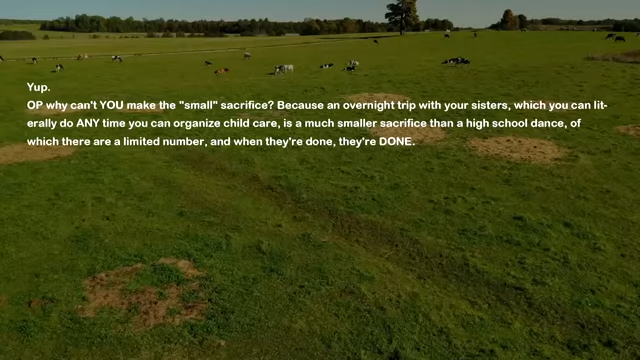 Yup.
OP why can't YOU make the "small" sacrifice? Because an overnight trip with your sisters, which you can lit-
erally do ANY time you can organize child care, is a much smaller sacrifice than a high school dance, of
which there are a limited number, and when they're done, they're DONE.